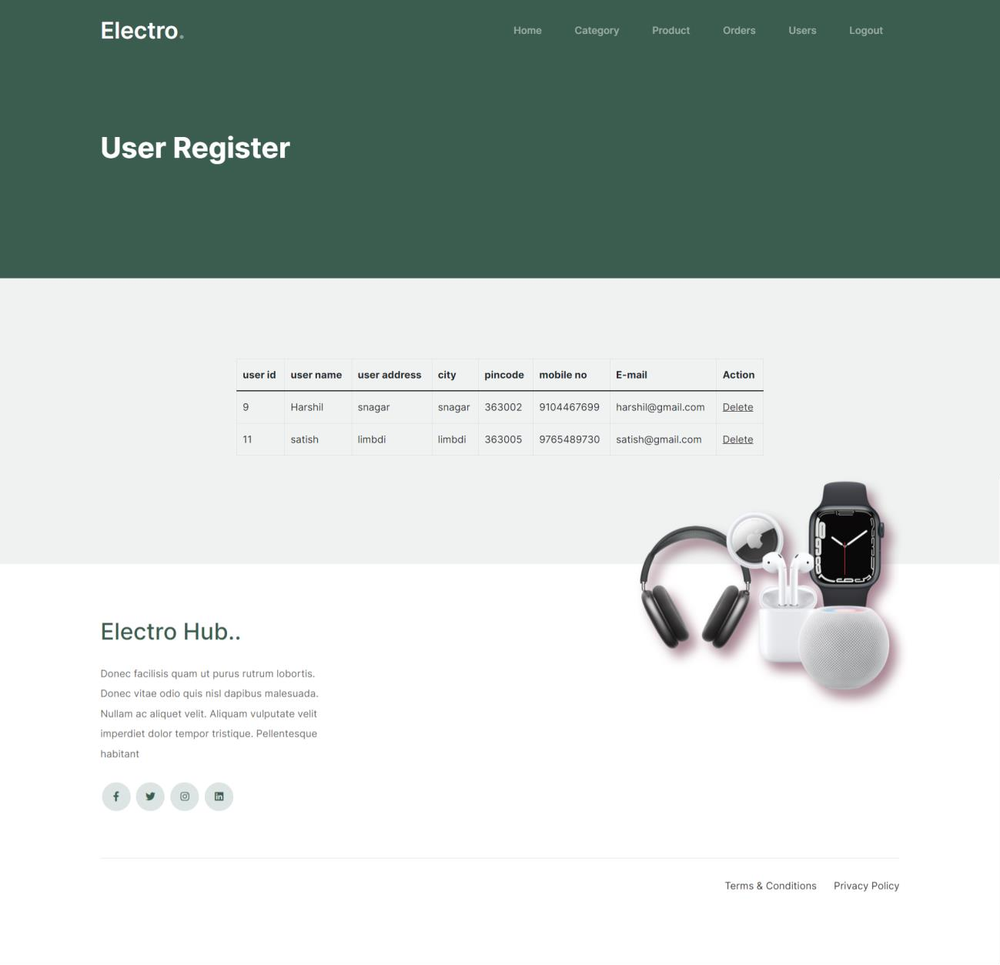 Electro.
Home Category Product Orders Users Logout
User Register
user id user name user address city pincode mobile no E-mail Action
9 Harshil snagar snagar 363002 9104467699 harshil@gmail.com Delete
11 satish limbdi limbdi 363005 9765489730 satish@gmail.com Delete
Electro Hub..
Donec facilisis quam ut purus rutrum lobortis.
Donec vitae odio quis nisl dapibus malesuada.
Nullam ac aliquet velit. Aliquam vulputate velit
imperdiet dolor tempor tristique. Pellentesque
habitant
Terms & Conditions Privacy Policy